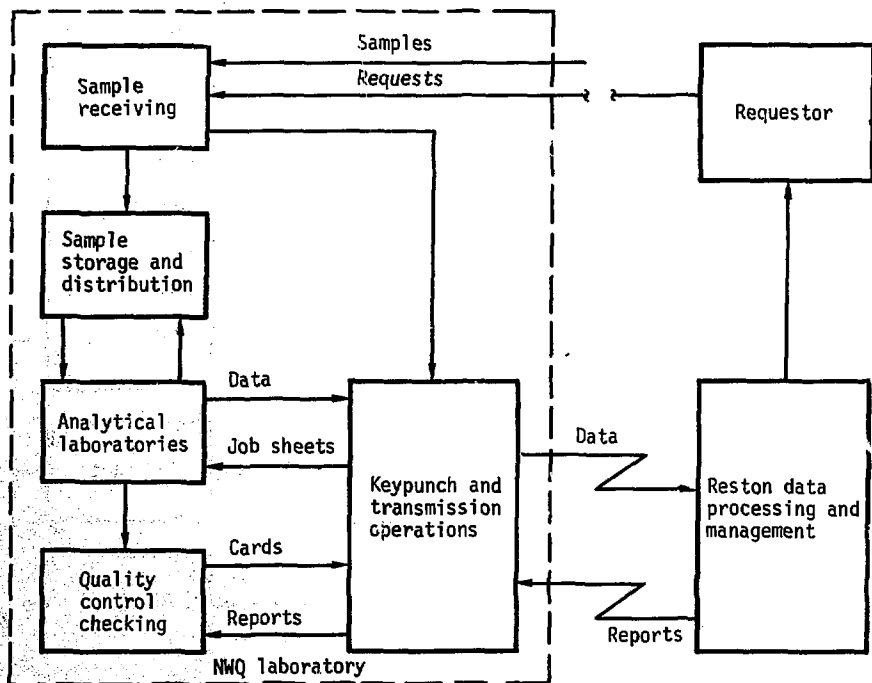 Samples
Requests
Sample
receiving
Requestor
Sample
storage and
distribution
Data
Analytical
laboratories
Job sheets
Keypunch and
transmission
operations
Data
Reston data
processing and
management
Cards
Quality
control
checking
Reports
Reports
NWQ laboratory